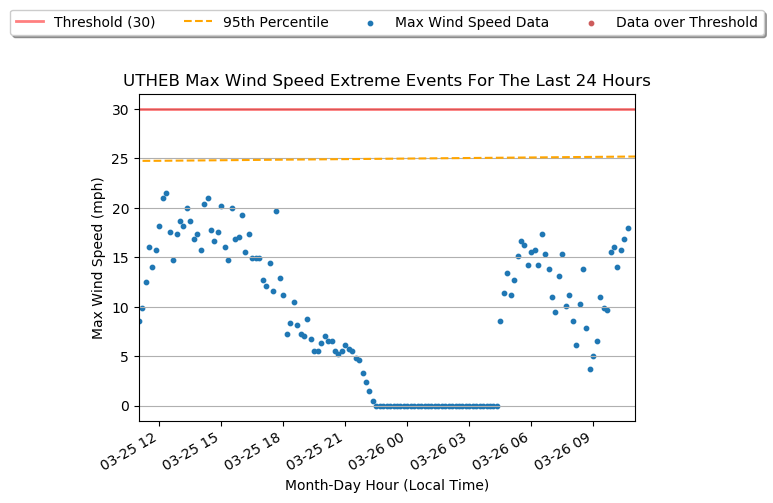 Threshold (30) 95th Percentile Max Wind Speed Data Data over Threshold
UTHEB Max Wind Speed Extreme Events For The Last 24 Hours
Max Wind Speed (mph)
30
25
20
15
10
5
0
03-25 12 03-25 15 03-25 18 03-25 21 03-26 00 03-26 03 03-26 06 03-26 09
Month-Day Hour (Local Time)